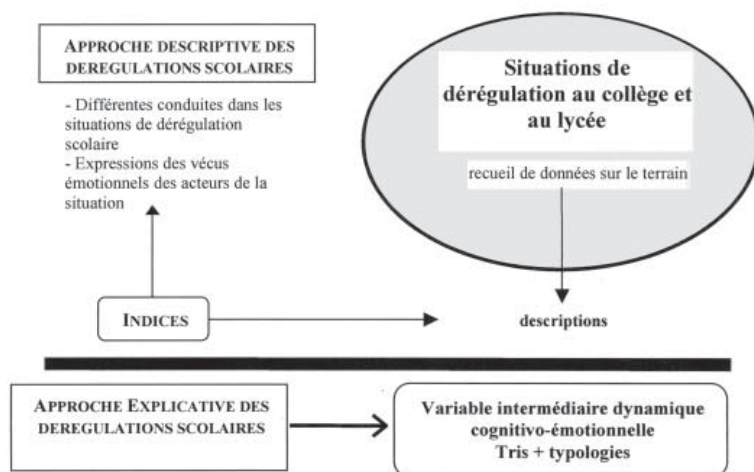 APPROCHE DESCRIPTIVE DES
DEREGULATIONS SCOLAIRES
- Différentes conduites dans les
situations de dérégulation
scolaire
- Expressions des vécus
émotionnels des acteurs de la
situation
Situations de
dérégulation au collège et
au lycée
recueil de données sur le terrain
INDICES
descriptions
APPROCHE EXPLICATIVE DES
DEREGULATIONS SCOLAIRES
Variable intermédiaire dynamique
cognitivo-émotionnelle
Tris + typologies